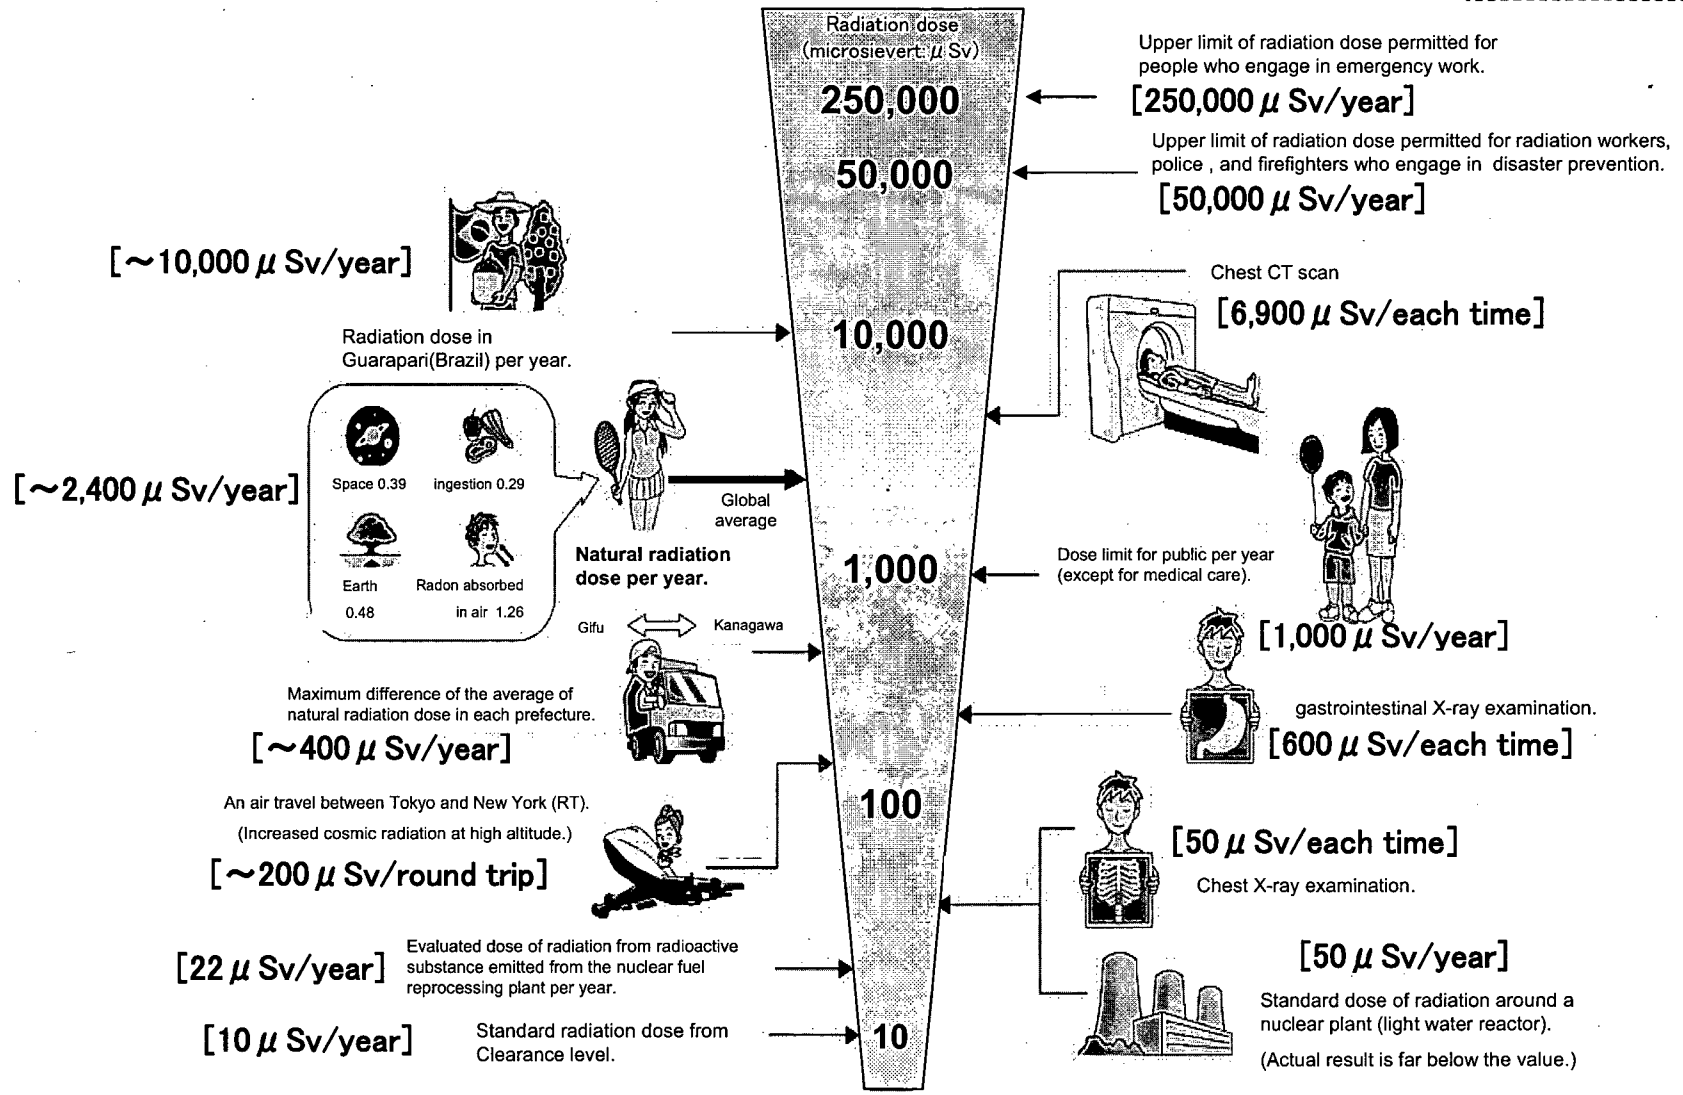 Radiation dose
(microsievert: μ Sv)
250,000
50,000
10,000
1,000
100
10
Upper limit of radiation dose permitted for
people who engage in emergency work.
[250,000 μ Sv/year]
Upper limit of radiation dose permitted for radiation workers,
police , and firefighters who engage in disaster prevention.
[50,000 μ Sv/year]
[～10,000 μ Sv/year]
Radiation dose in
Guarapari(Brazil) per year.
Chest CT scan
[6,900 μ Sv/each time]
[～2,400 μ Sv/year]
Space 0.39
ingestion 0.29
Earth
0.48
Radon absorbed
in air 1.26
Global
average
Natural radiation
dose per year.
Dose limit for public per year
(except for medical care).
[1,000 μ Sv/year]
Gifu
Kanagawa
Maximum difference of the average of
natural radiation dose in each prefecture.
[～400 μ Sv/year]
gastrointestinal X-ray examination.
[600 μ Sv/each time]
An air travel between Tokyo and New York (RT).
(Increased cosmic radiation at high altitude.)
[～200 μ Sv/round trip]
[50 μ Sv/each time]
Chest X-ray examination.
[22 μ Sv/year]
Evaluated dose of radiation from radioactive
substance emitted from the nuclear fuel
reprocessing plant per year.
[50 μ Sv/year]
Standard dose of radiation around a
nuclear plant (light water reactor).
(Actual result is far below the value.)
[10 μ Sv/year]
Standard radiation dose from
Clearance level.